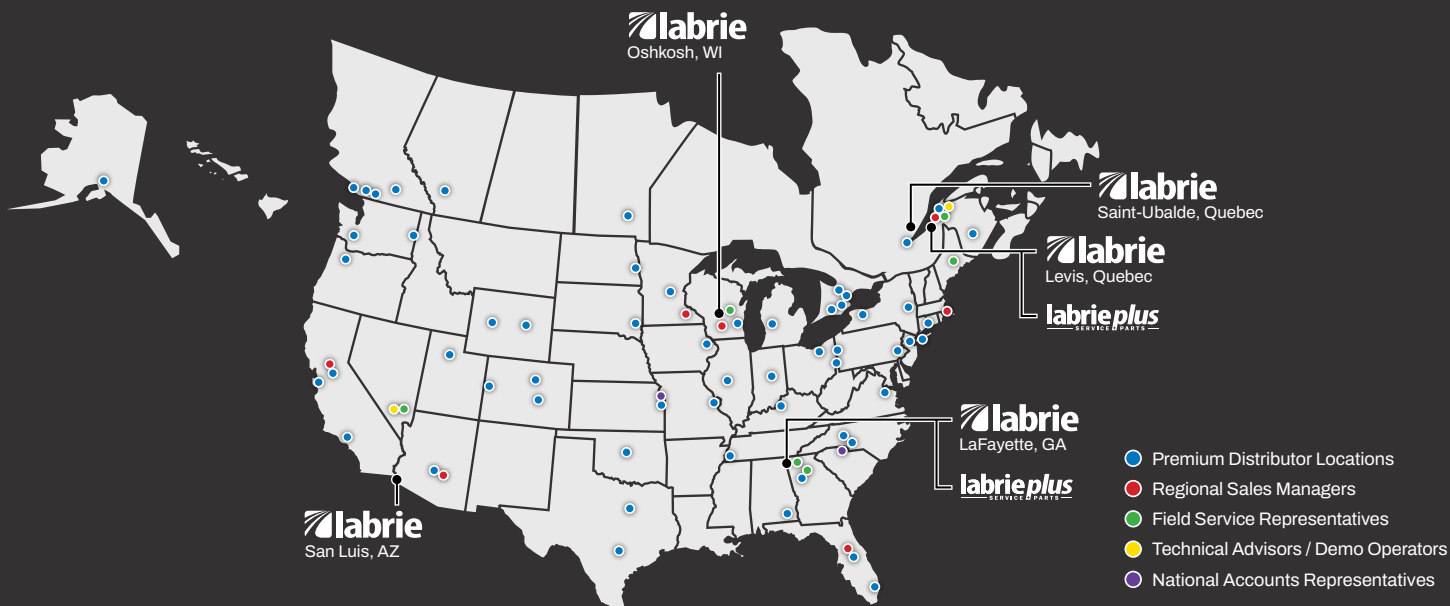 labrie
Oshkosh, WI
labrie
Saint-Ubalde, Quebec
labrie
Levis, Quebec
labrieplus
SERVICE & PARTS
labrie
LaFayette, GA
labrieplus
SERVICE & PARTS
labrie
San Luis, AZ
Premium Distributor Locations
Regional Sales Managers
Field Service Representatives
Technical Advisors / Demo Operators
National Accounts Representatives